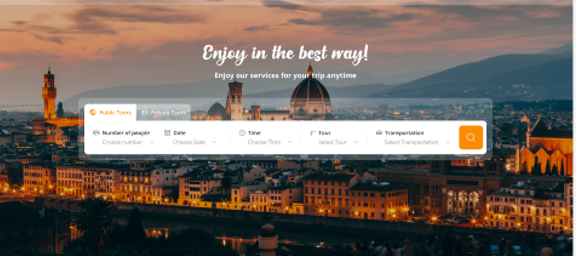 Enjoy in the best way!
Enjoy our services for your trip anytime
Public Tours
Private Tours
Number of people
Date
Time
Tour
Transportation
Choose number
Choose Date
Choose Time
Select Tour
Select Transportation